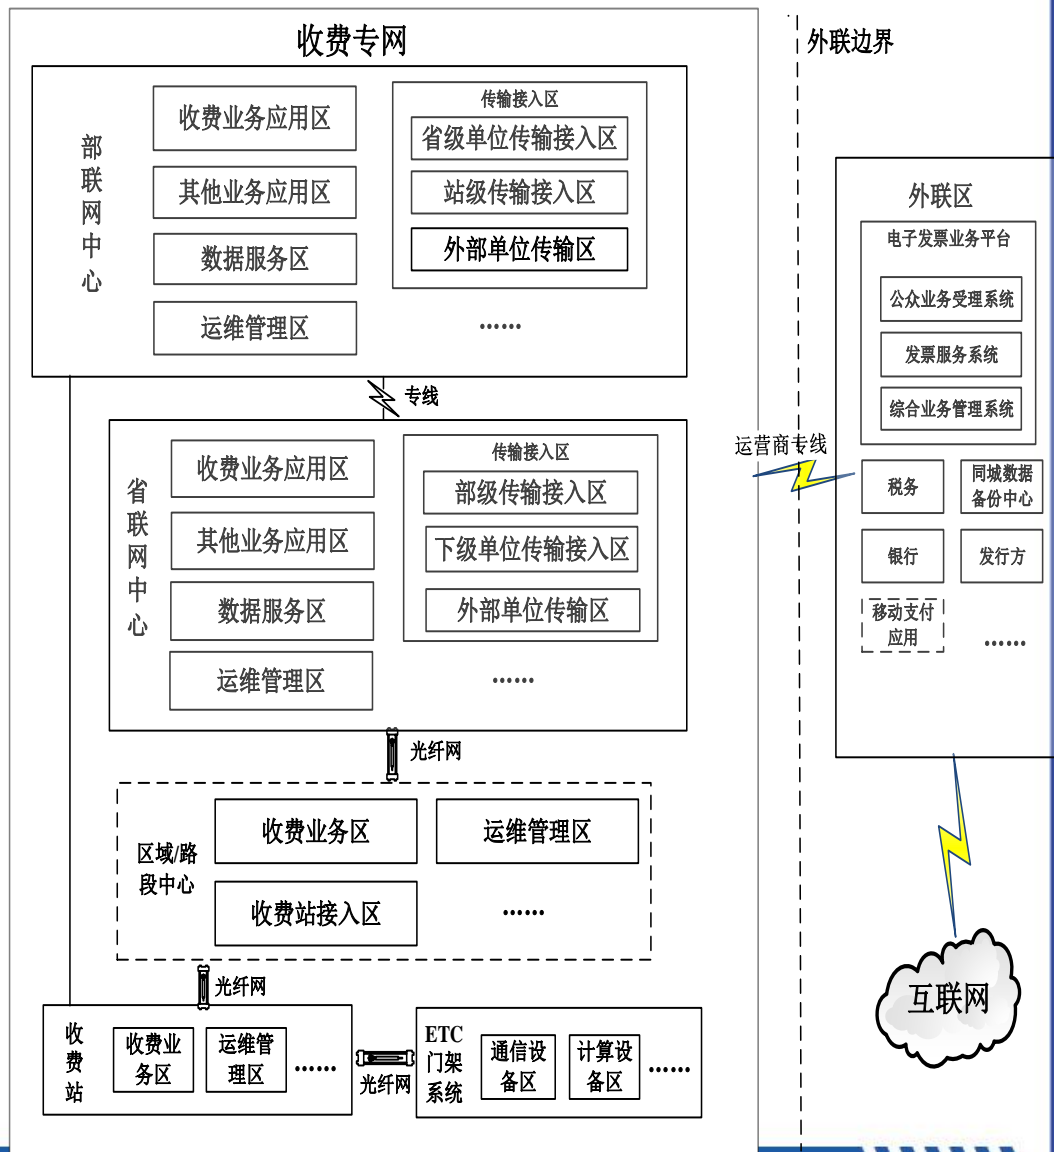 收费专网
外联边界
部联网中心
收费业务应用区
其他业务应用区
数据服务区
运维管理区
传输接入区
省级单位传输接入区
站级传输接入区
外部单位传输区
......
专线
省联网中心
收费业务应用区
其他业务应用区
数据服务区
运维管理区
传输接入区
部级传输接入区
下级单位传输接入区
外部单位传输区
......
光纤网
区域/路
段中心
收费业务区
运维管理区
收费站接入区
......
光纤网
收费站
收费业
务区
运维管
理区
......
光纤网
ETC
门架
系统
通信设
备区
计算设
备区
......
运营商专线
外联区
电子发票业务平台
公众业务受理系统
发票服务系统
综合业务管理系统
税务
同城数据
备份中心
银行
发行方
移动支付
应用
......
互联网